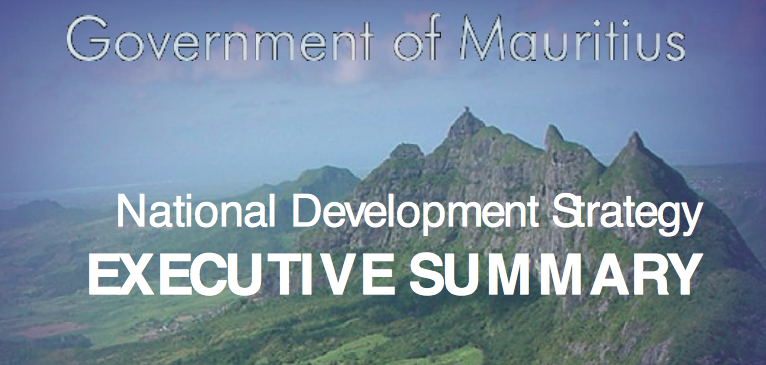 Government of Mauritius
National Development Strategy
EXECUTIVE SUMMARY